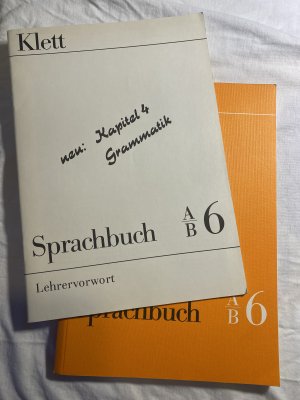 Klett
neu: Kapitel 4
Grammatik
Sprachbuch A/B 6
Lehrervorwort
prachbuch A/B 6